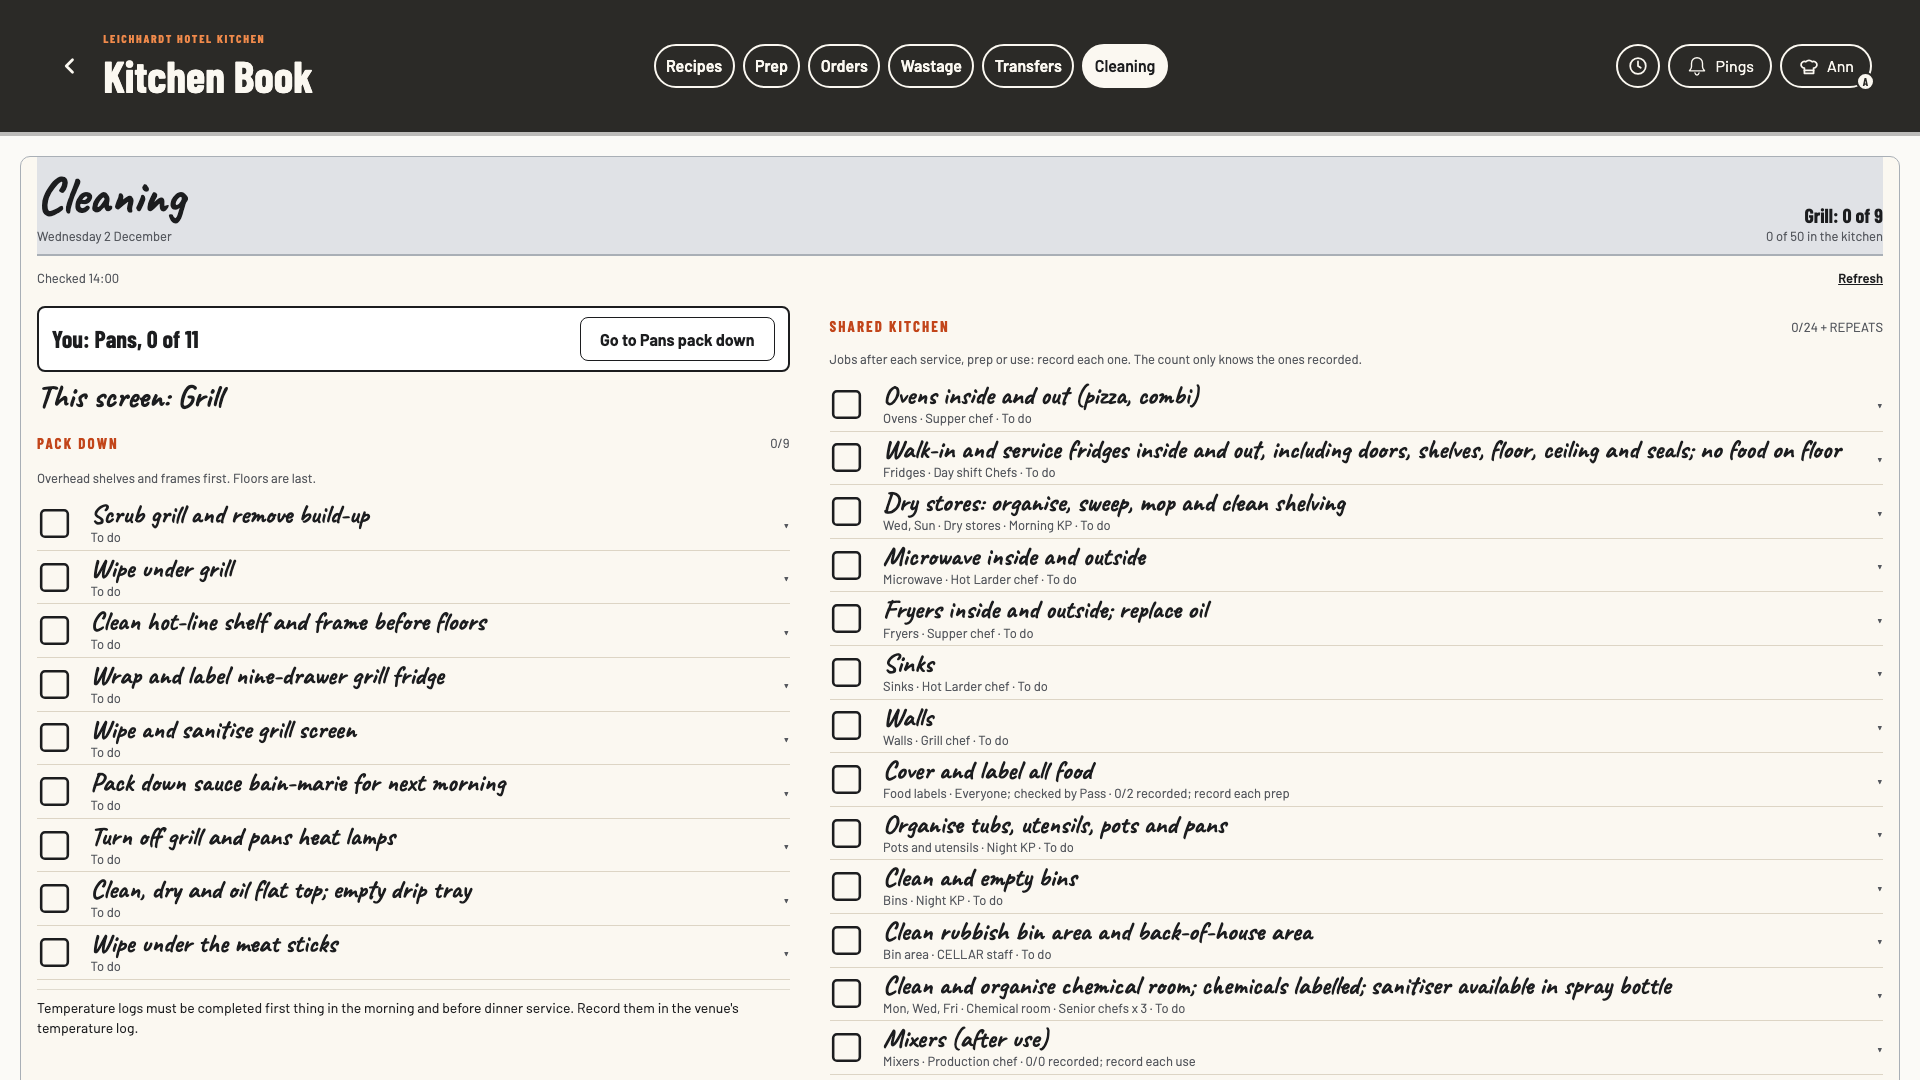 LEICHHARDT HOTEL KITCHEN
Kitchen Book
Recipes
Prep
Orders
Wastage
Transfers
Cleaning
Pings
Ann
A
Cleaning
Wednesday 2 December
Grill: 0 of 9
0 of 50 in the kitchen
Checked 14:00
Refresh
You: Pans, 0 of 11
Go to Pans pack down
This screen: Grill
PACK DOWN
0/9
Overhead shelves and frames first. Floors are last.
Scrub grill and remove build-up
To do
Wipe under grill
To do
Clean hot-line shelf and frame before floors
To do
Wrap and label nine-drawer grill fridge
To do
Wipe and sanitise grill screen
To do
Pack down sauce bain-marie for next morning
To do
Turn off grill and pans heat lamps
To do
Clean, dry and oil flat top; empty drip tray
To do
Wipe under the meat sticks
To do
Temperature logs must be completed first thing in the morning and before dinner service. Record them in the venue's
temperature log.
SHARED KITCHEN
0/24 + REPEATS
Jobs after each service, prep or use: record each one. The count only knows the ones recorded.
Ovens inside and out (pizza, combi)
Ovens · Supper chef · To do
Walk-in and service fridges inside and out, including doors, shelves, floor, ceiling and seals; no food on floor
Fridges · Day shift Chefs · To do
Dry stores: organise, sweep, mop and clean shelving
Wed, Sun · Dry stores · Morning KP · To do
Microwave inside and outside
Microwave · Hot Larder chef · To do
Fryers inside and outside; replace oil
Fryers · Supper chef · To do
Sinks
Sinks · Hot Larder chef · To do
Walls
Walls · Grill chef · To do
Cover and label all food
Food labels · Everyone; checked by Pass · 0/2 recorded; record each prep
Organise tubs, utensils, pots and pans
Pots and utensils · Night KP · To do
Clean and empty bins
Bins · Night KP · To do
Clean rubbish bin area and back-of-house area
Bin area · CELLAR staff · To do
Clean and organise chemical room; chemicals labelled; sanitiser available in spray bottle
Mon, Wed, Fri · Chemical room · Senior chefs x 3 · To do
Mixers (after use)
Mixers · Production chef · 0/0 recorded; record each use